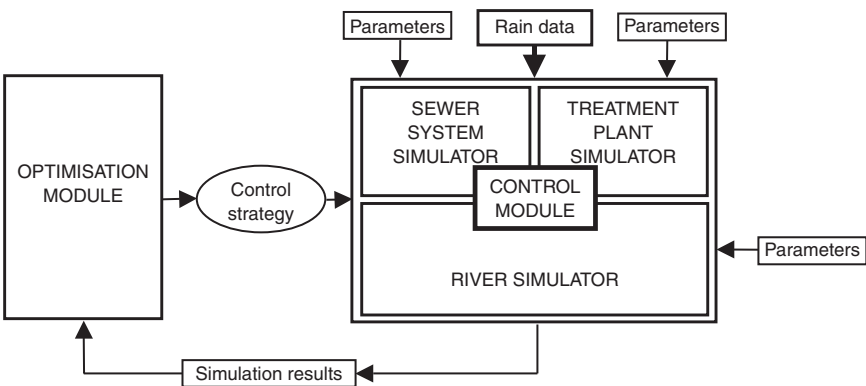 Parameters
Rain data
Parameters
SEWER
SYSTEM
SIMULATOR
TREATMENT
PLANT
SIMULATOR
OPTIMISATION
MODULE
Control
strategy
CONTROL
MODULE
Parameters
RIVER SIMULATOR
Simulation results